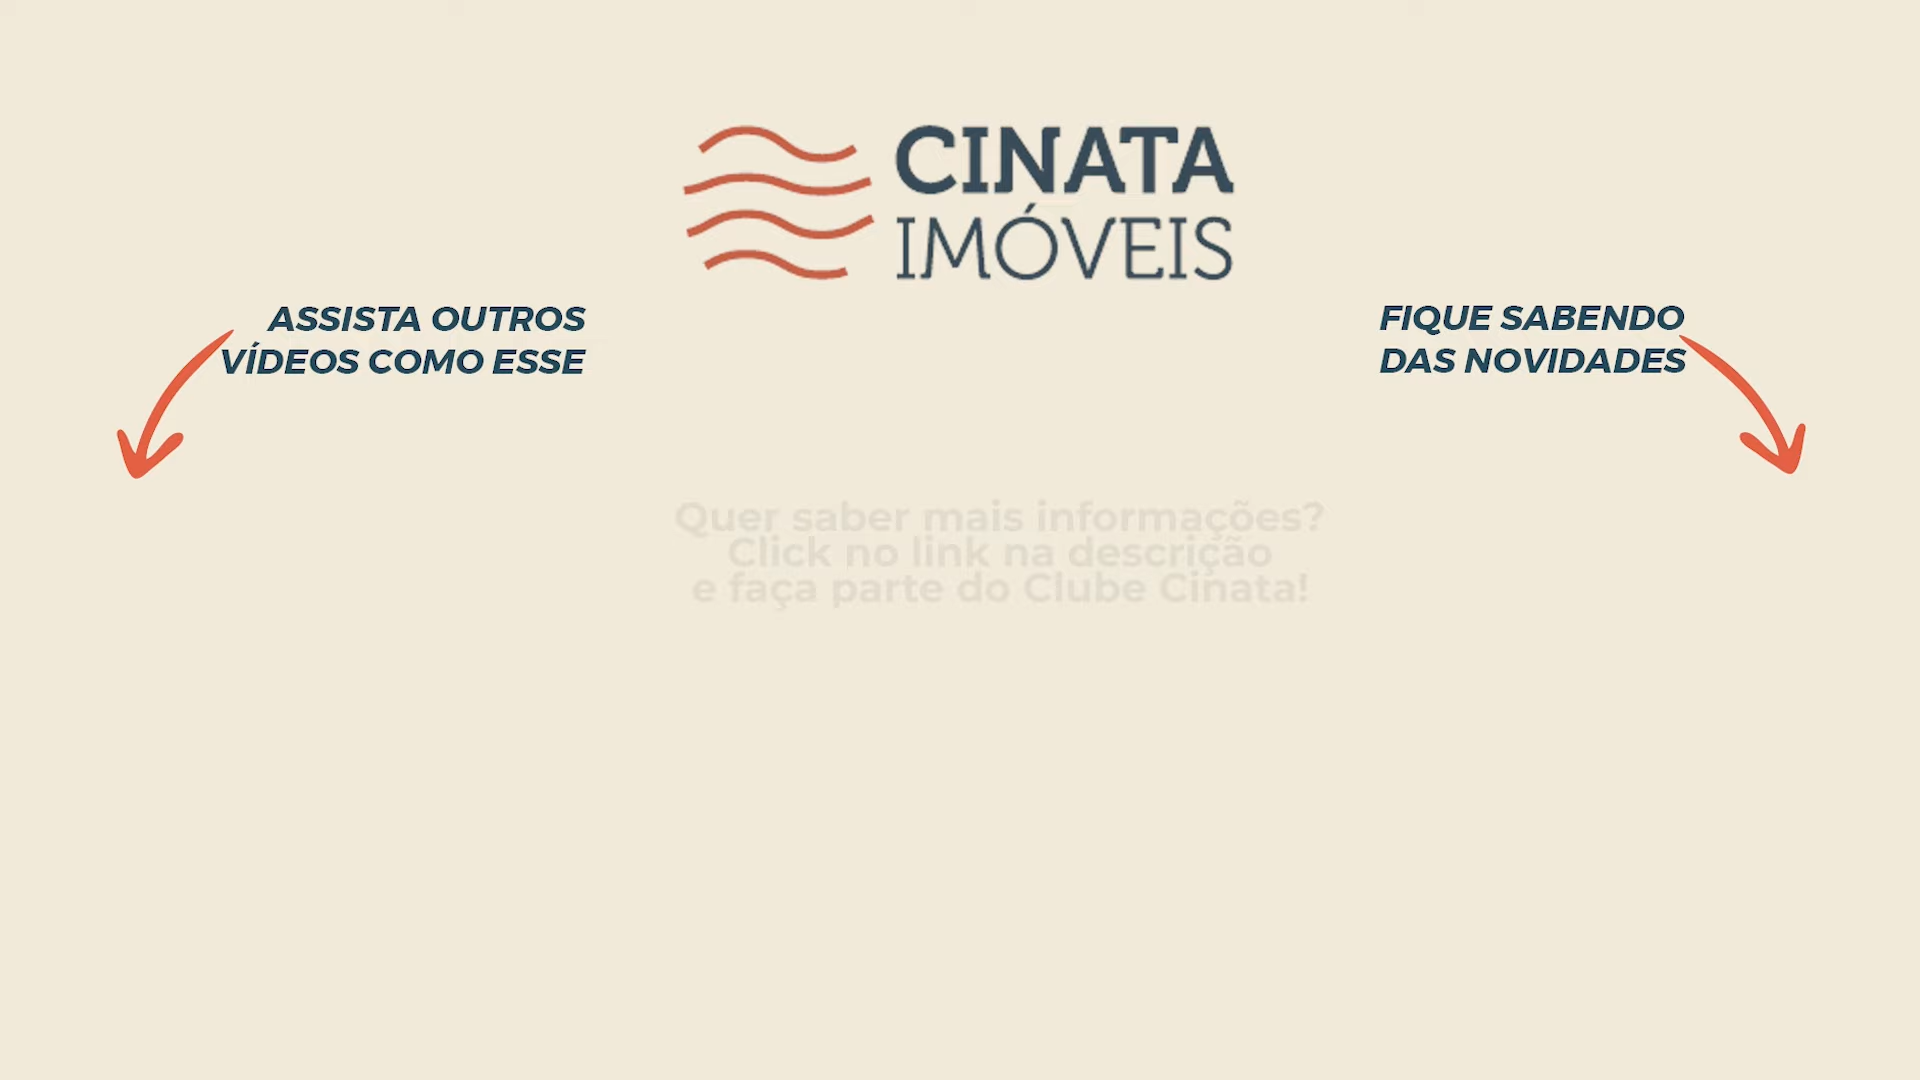 CINATA
IMÓVEIS
ASSISTA OUTROS
VÍDEOS COMO ESSE
FIQUE SABENDO
DAS NOVIDADES
Quer saber mais informações?
Click no link na descrição
e faça parte do Clube Cinata!